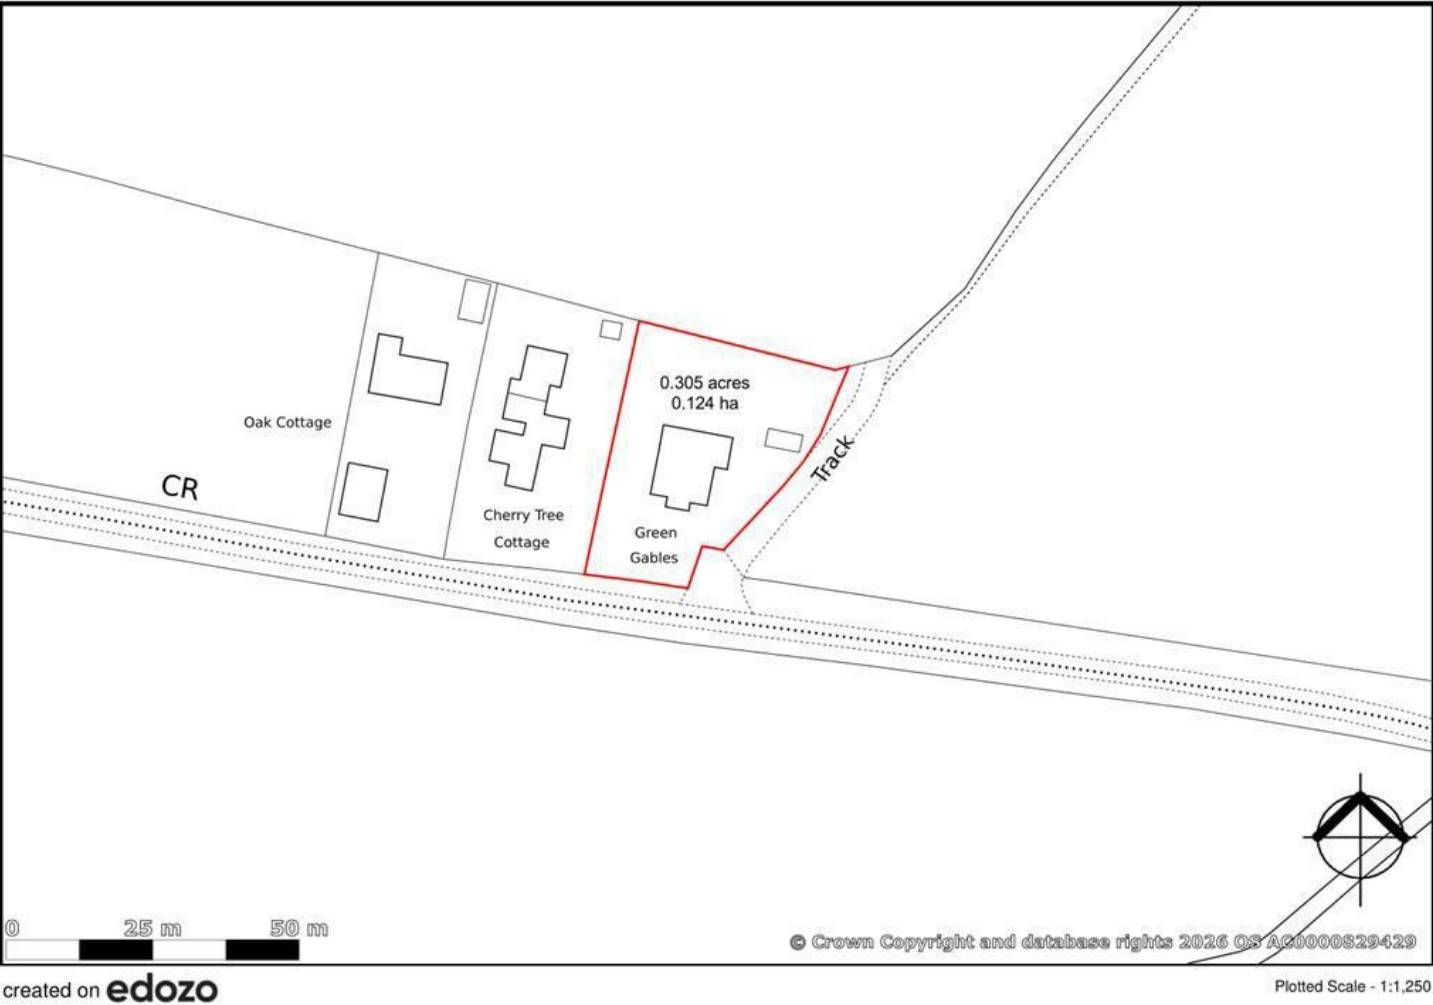 0.305 acres
0.124 ha
Oak Cottage
Track
CR
Cherry Tree
Cottage
Green
Gables
0 25 m 50 m
© Crown Copyright and database rights 2026 OS AC0000829429
created on edozo
Plotted Scale - 1:1,250